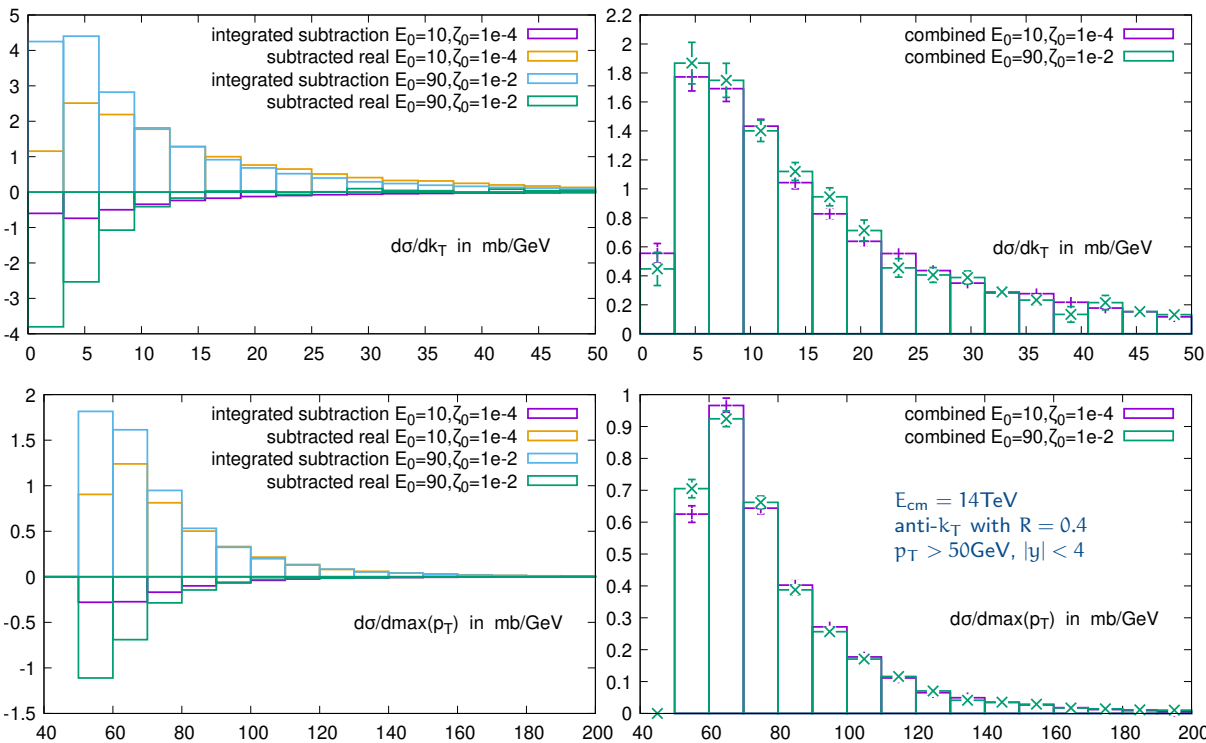 5
4
3
2
1
0
-1
-2
-3
-4
0 5 10 15 20 25 30 35 40 45 50
integrated subtraction E₀=10,ζ₀=1e-4
subtracted real E₀=10,ζ₀=1e-4
integrated subtraction E₀=90,ζ₀=1e-2
subtracted real E₀=90,ζ₀=1e-2
dσ/dk_T in mb/GeV
2.2
2
1.8
1.6
1.4
1.2
1
0.8
0.6
0.4
0.2
0
0 5 10 15 20 25 30 35 40 45 50
combined E₀=10,ζ₀=1e-4
combined E₀=90,ζ₀=1e-2
dσ/dk_T in mb/GeV
2
1.5
1
0.5
0
-0.5
-1
-1.5
40 60 80 100 120 140 160 180 200
integrated subtraction E₀=10,ζ₀=1e-4
subtracted real E₀=10,ζ₀=1e-4
integrated subtraction E₀=90,ζ₀=1e-2
subtracted real E₀=90,ζ₀=1e-2
dσ/dmax(p_T) in mb/GeV
1
0.9
0.8
0.7
0.6
0.5
0.4
0.3
0.2
0.1
0
40 60 80 100 120 140 160 180 200
combined E₀=10,ζ₀=1e-4
combined E₀=90,ζ₀=1e-2
E_cm = 14TeV
anti-k_T with R = 0.4
p_T > 50GeV, |y| < 4
dσ/dmax(p_T) in mb/GeV